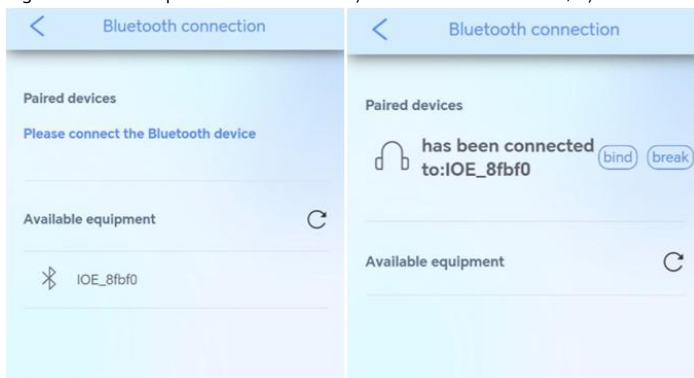 Bluetooth connection
Paired devices
Please connect the Bluetooth device
Available equipment
IOE_8fbf0
Bluetooth connection
Paired devices
has been connected
to:IOE_8fbf0
bind break
Available equipment